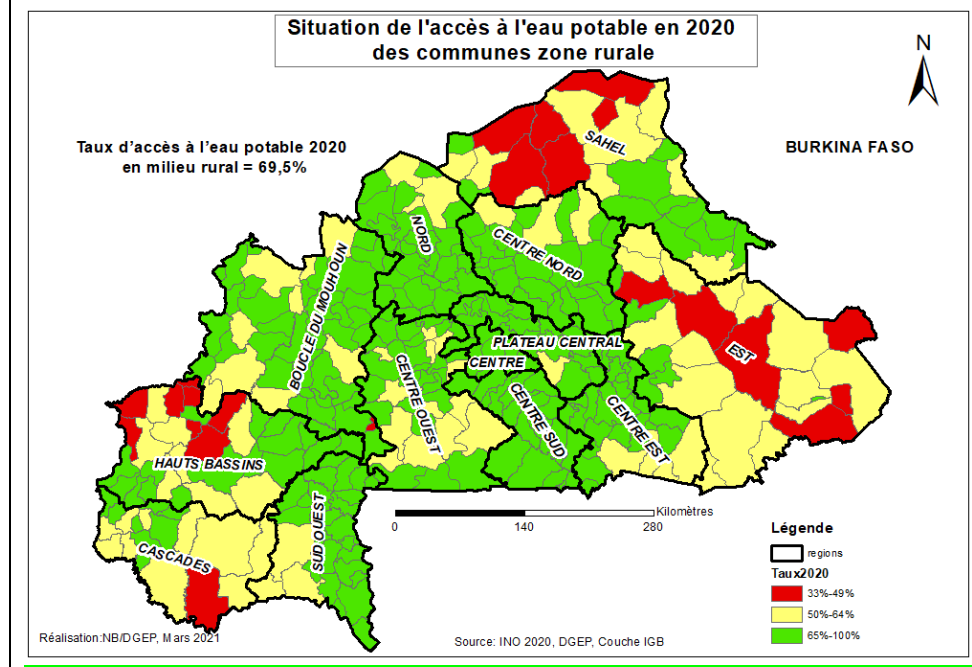 Situation de l'accès à l'eau potable en 2020
des communes zone rurale
N
Taux d'accès à l'eau potable 2020
en milieu rural = 69,5%
BURKINA FASO
SAHEL
NORD
CENTRE NORD
BOUCLE DU MOUHOUN
PLATEAU CENTRAL
CENTRE
EST
CENTRE OUEST
CENTRE SUD
CENTRE EST
HAUTS BASSINS
SUD OUEST
CASCADES
Kilomètres
0 140 280
Légende
regions
Taux2020
33%-49%
50%-64%
65%-100%
Réalisation:NB/DGEP, Mars 2021
Source: INO 2020, DGEP, Couche IGB